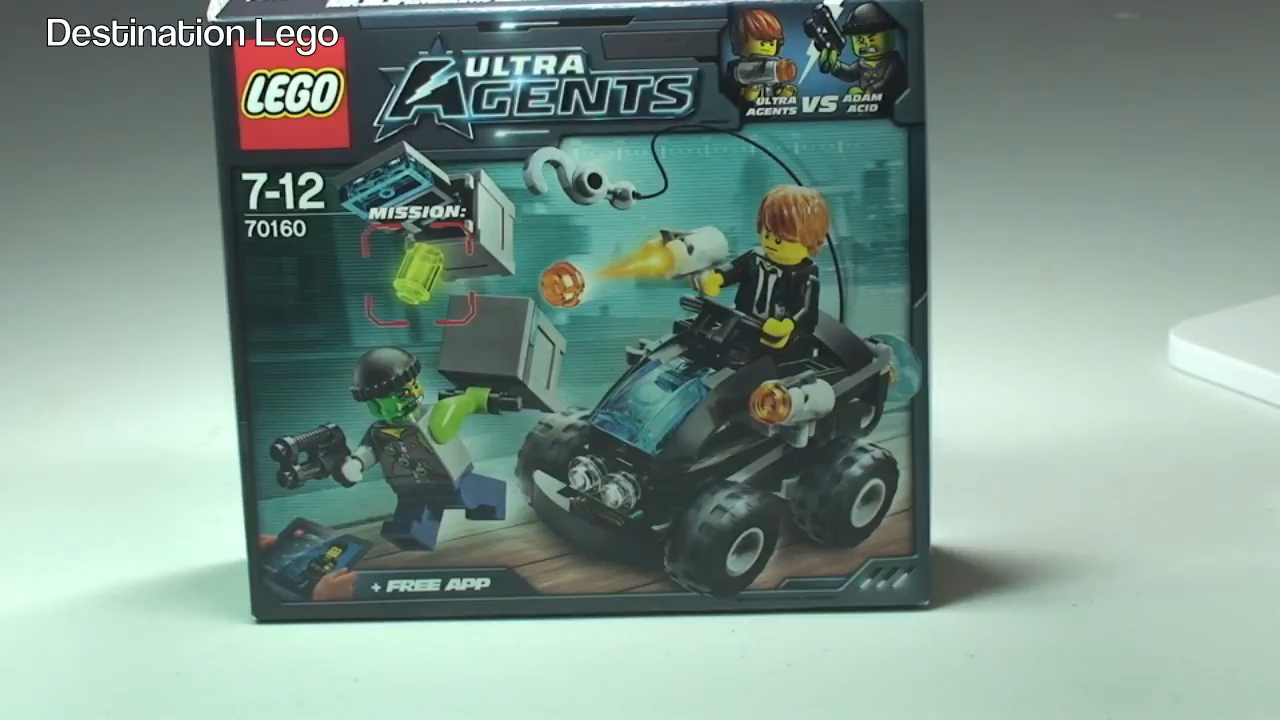 Destination Lego
LEGO
ULTRA
AGENTS
ULTRA
AGENTS
VS
ADAM
ACID
7-12
70160
MISSION:
+ FREE APP